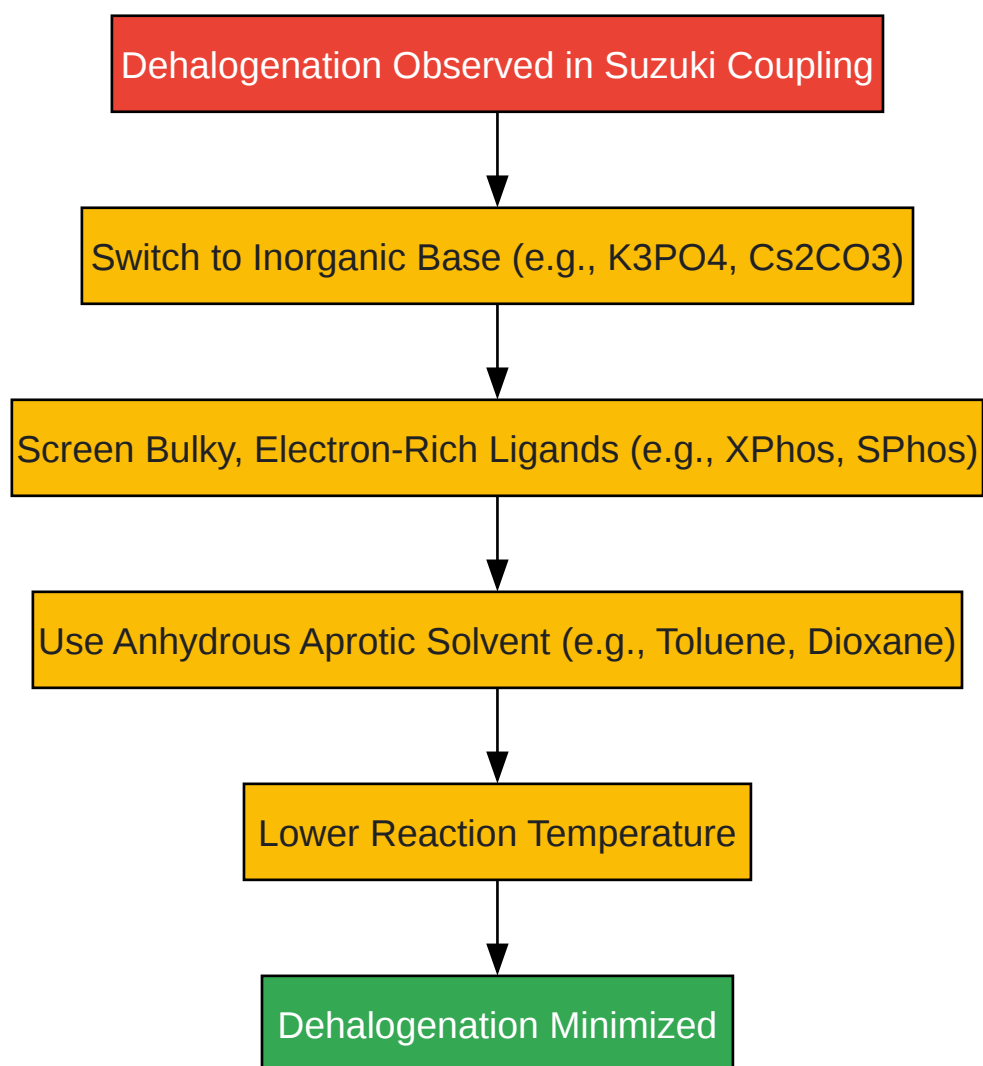 Dehalogenation Observed in Suzuki Coupling
Switch to Inorganic Base (e.g., K3PO4, Cs2CO3)
Screen Bulky, Electron-Rich Ligands (e.g., XPhos, SPhos)
Use Anhydrous Aprotic Solvent (e.g., Toluene, Dioxane)
Lower Reaction Temperature
Dehalogenation Minimized